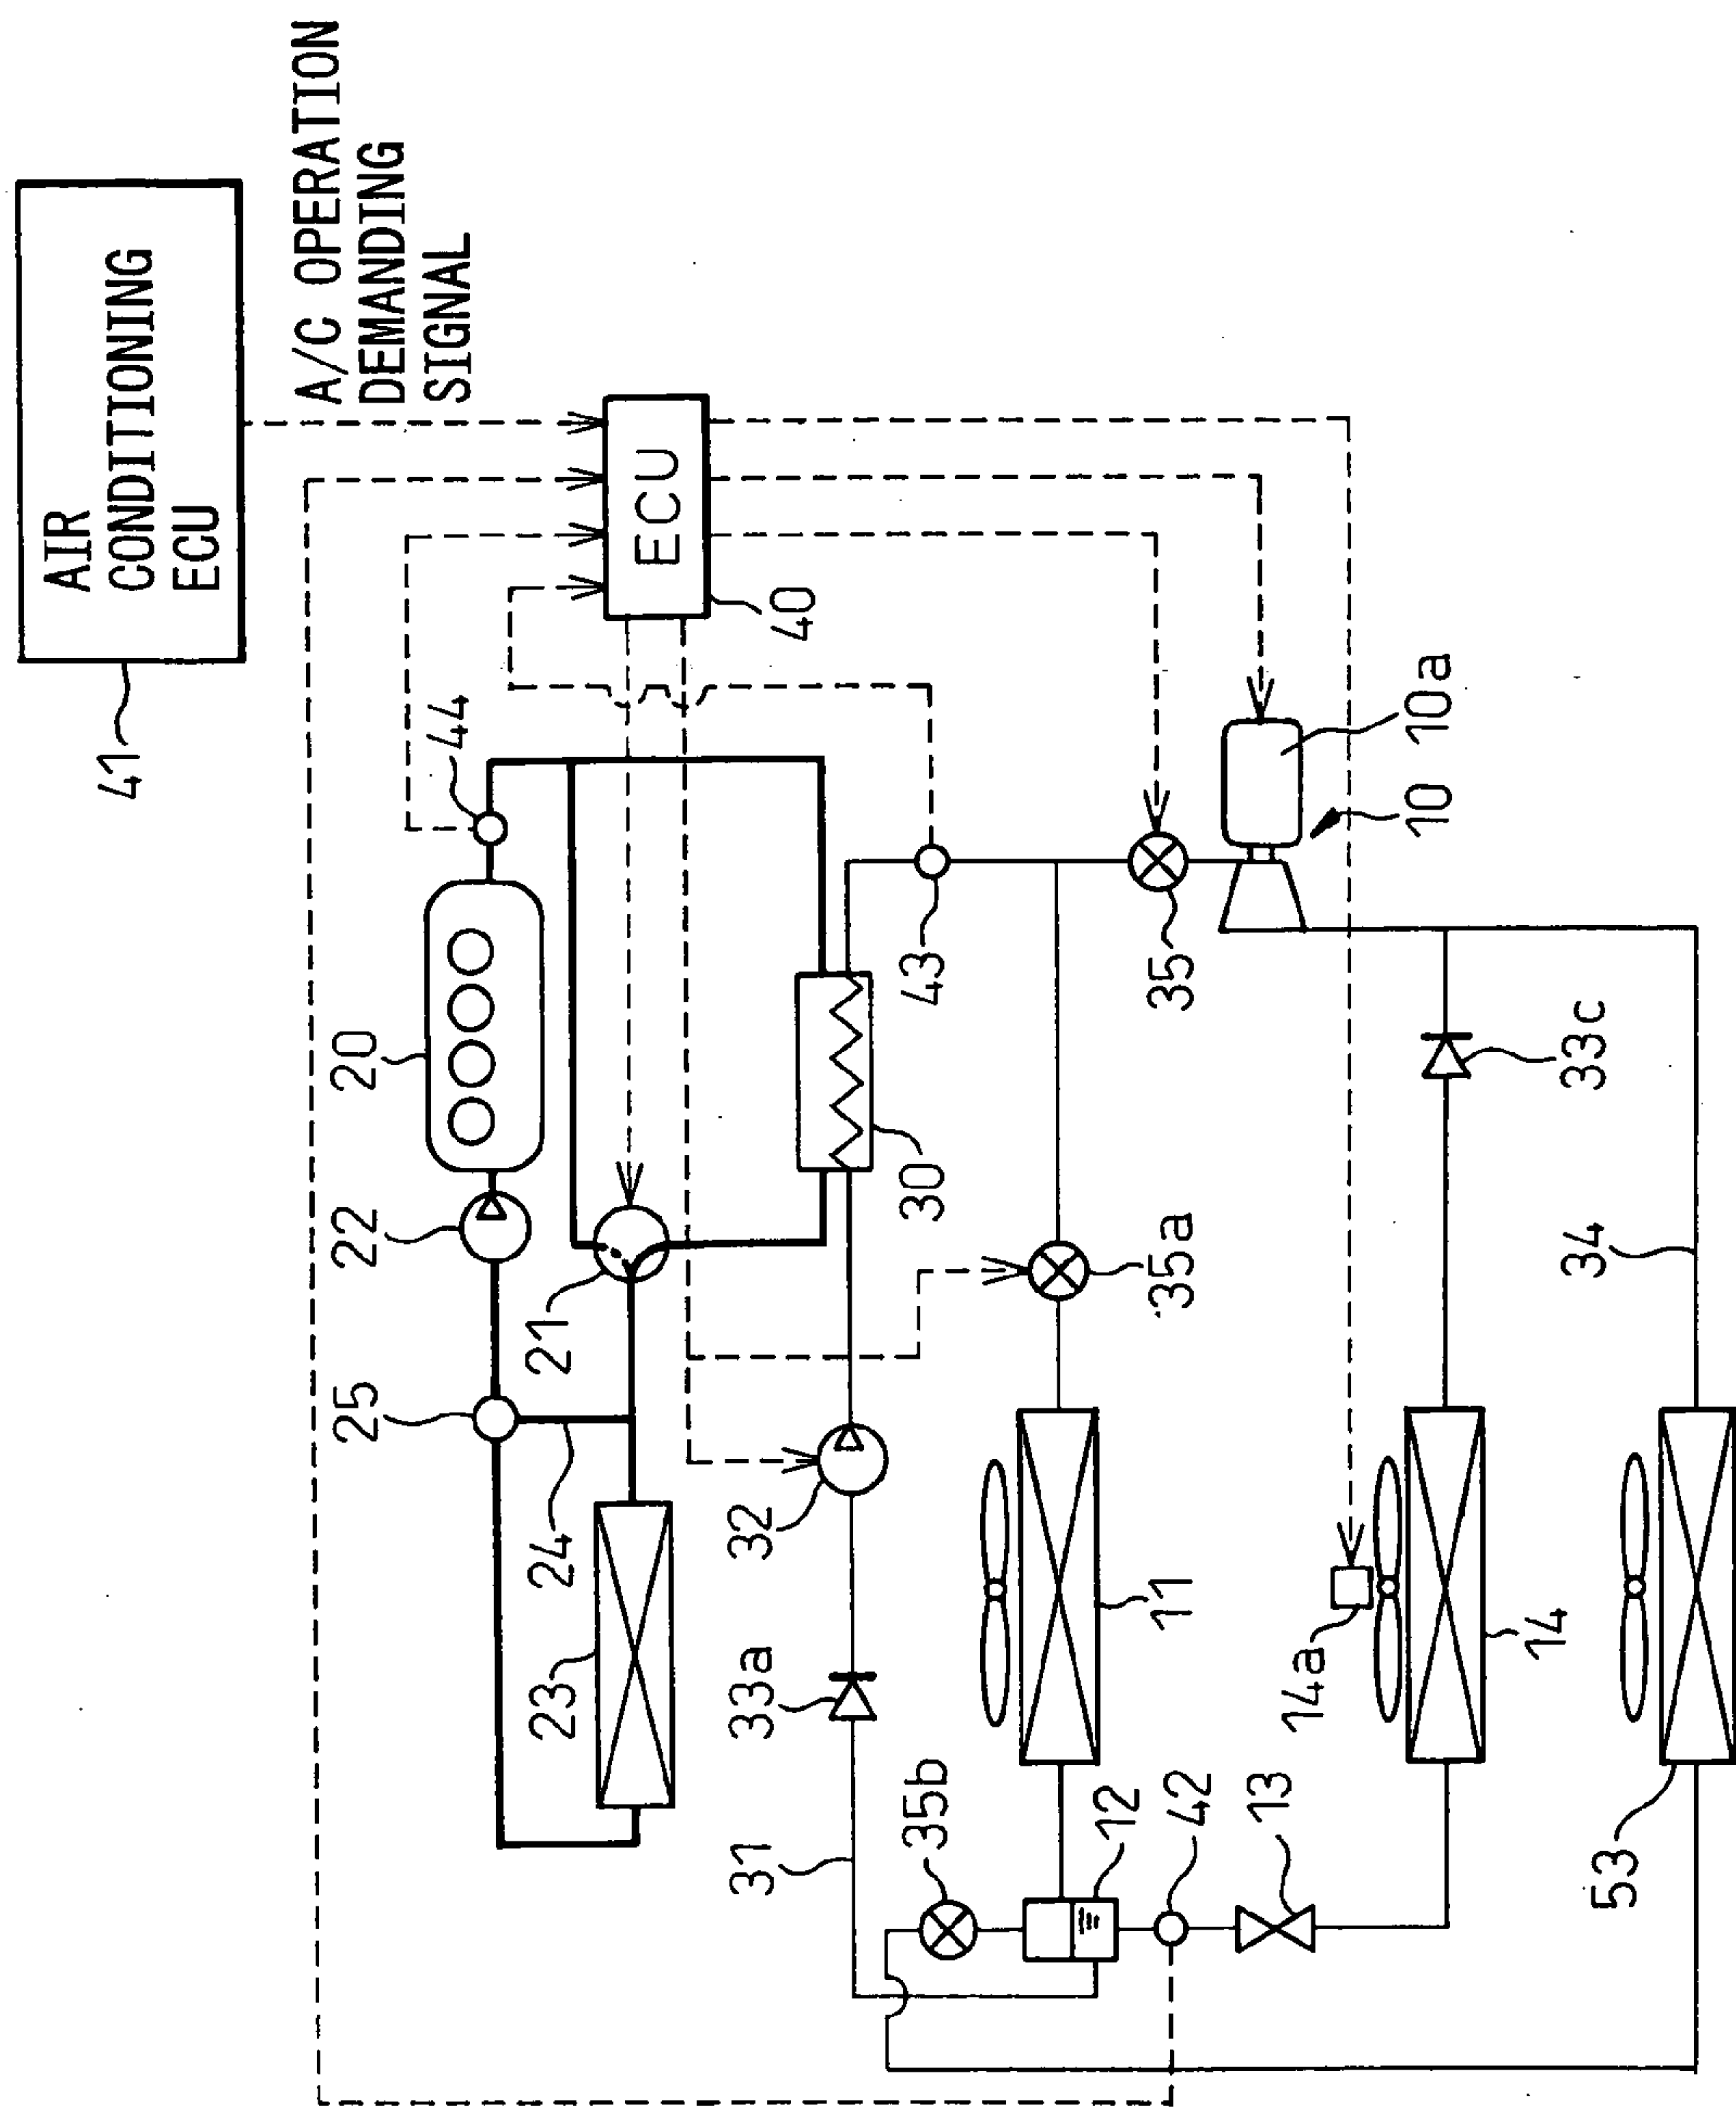 AIR
CONDITIONING
ECU
41
A/C OPERATION
DEMANDING
SIGNAL
25
22
20
44
23
24
21
ECU
40
31
33a
32
35b
30
43
12
42
11
35a
35
13
14a
10
10a
14
34
33c
53